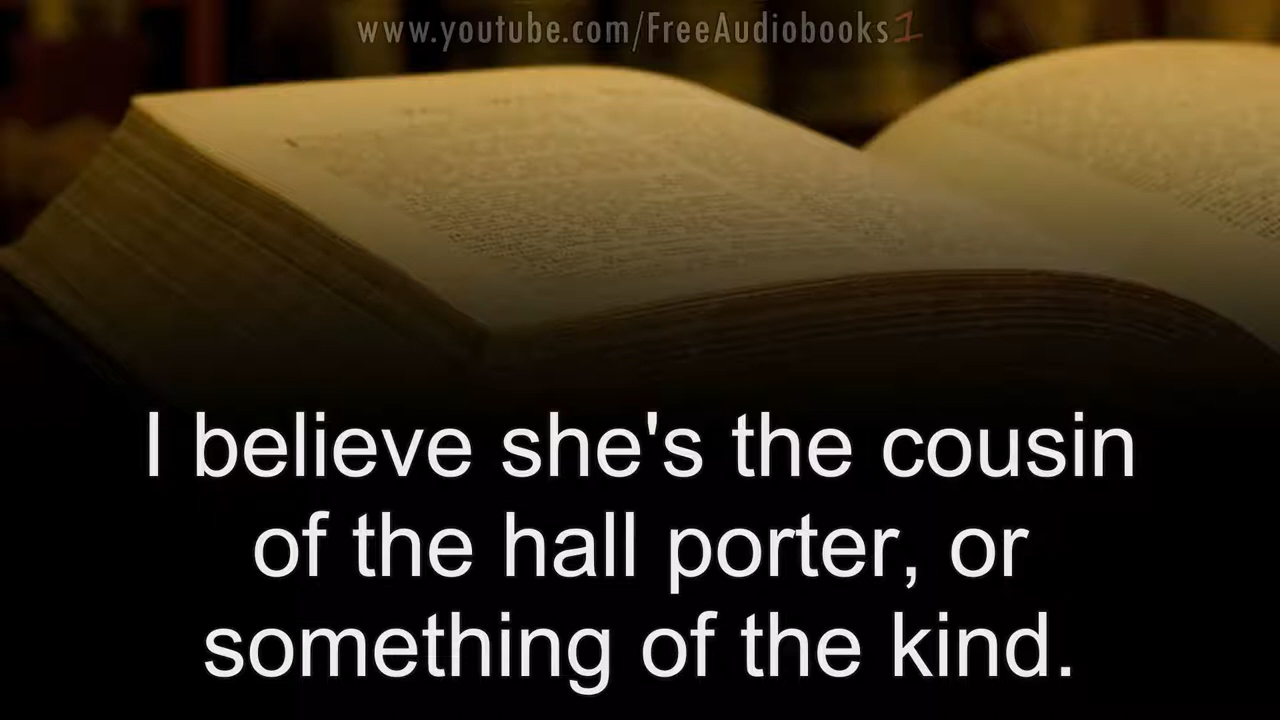 www.youtube.com/FreeAudiobooks1
I believe she's the cousin
of the hall porter, or
something of the kind.